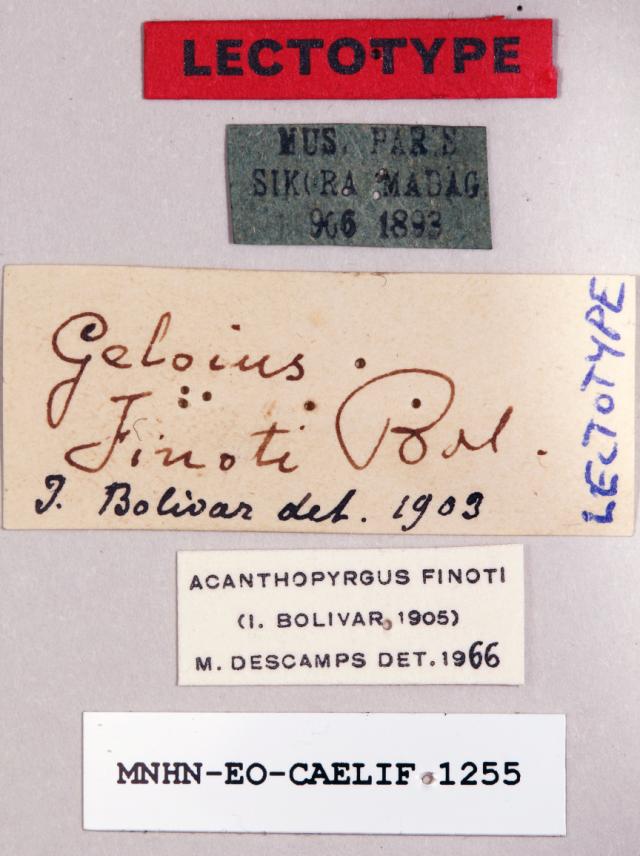 LECTOTYPE
MUS. PARIS
SIKORA MADAG
966 1893
Geloius
Finoti Bol.
I. Bolivar det. 1903
LECTOTYPE
ACANTHOPYRGUS FINOTI
(I. BOLIVAR, 1905)
M. DESCAMPS DET. 1966
MNHN-EO-CAELIF 1255